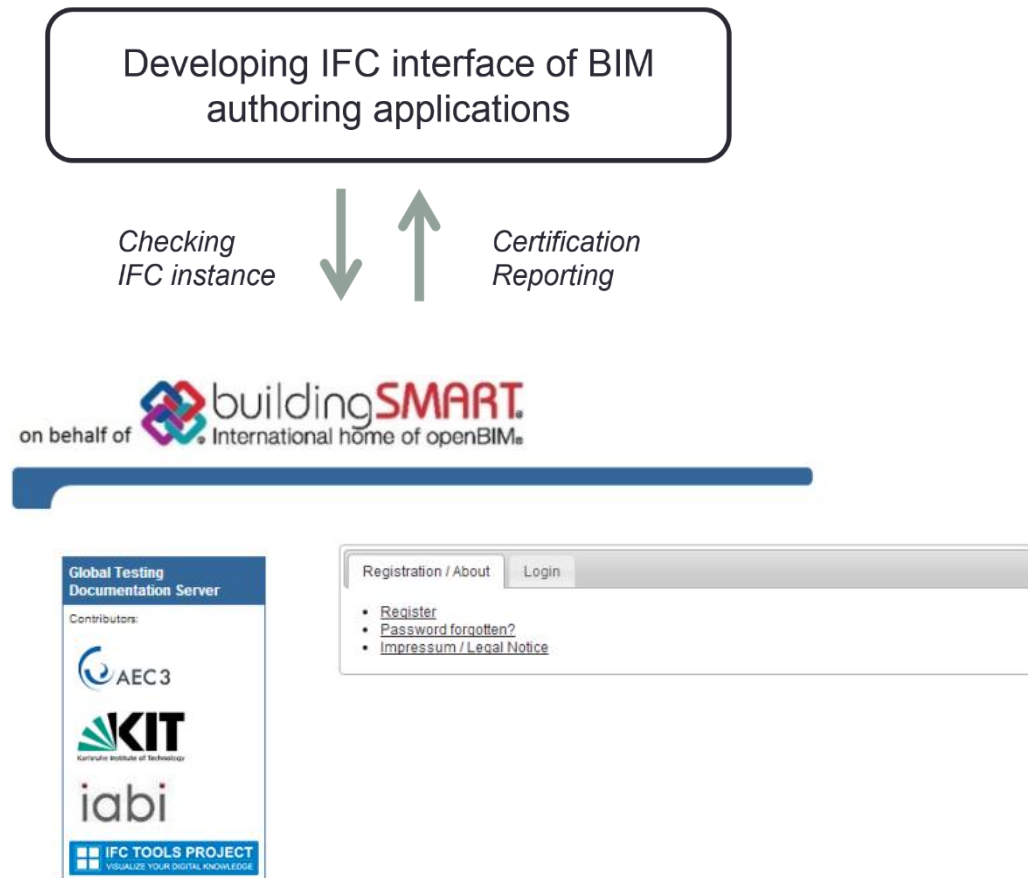 Developing IFC interface of BIM
authoring applications
Checking
IFC instance
Certification
Reporting
on behalf of
buildingSMART.
International home of openBIM®
Global Testing
Documentation Server
Contributors:
AEC3
KIT
Karlsruhe Institute of Technology
iabi
IFC TOOLS PROJECT
VISUALIZE YOUR DIGITAL KNOWLEDGE
Registration / About
Login
• Register
• Password forgotten?
• Impressum / Legal Notice